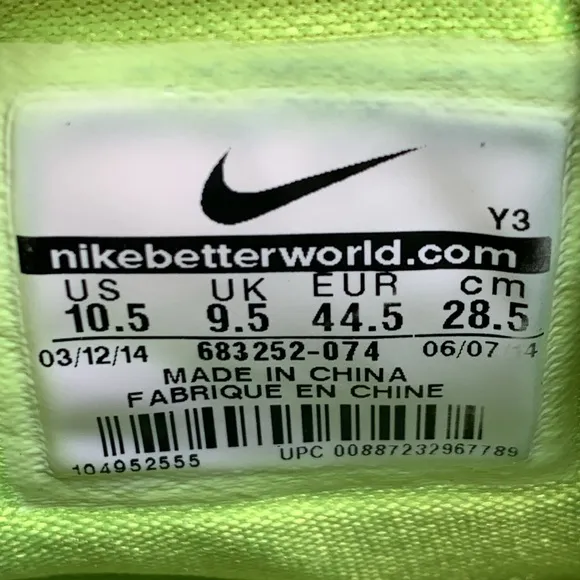 Y3
nikebetterworld.com
US UK EUR cm
10.5 9.5 44.5 28.5
03/12/14 683252-074 06/07/14
MADE IN CHINA
FABRIQUE EN CHINE
104952555 UPC 00887232967789